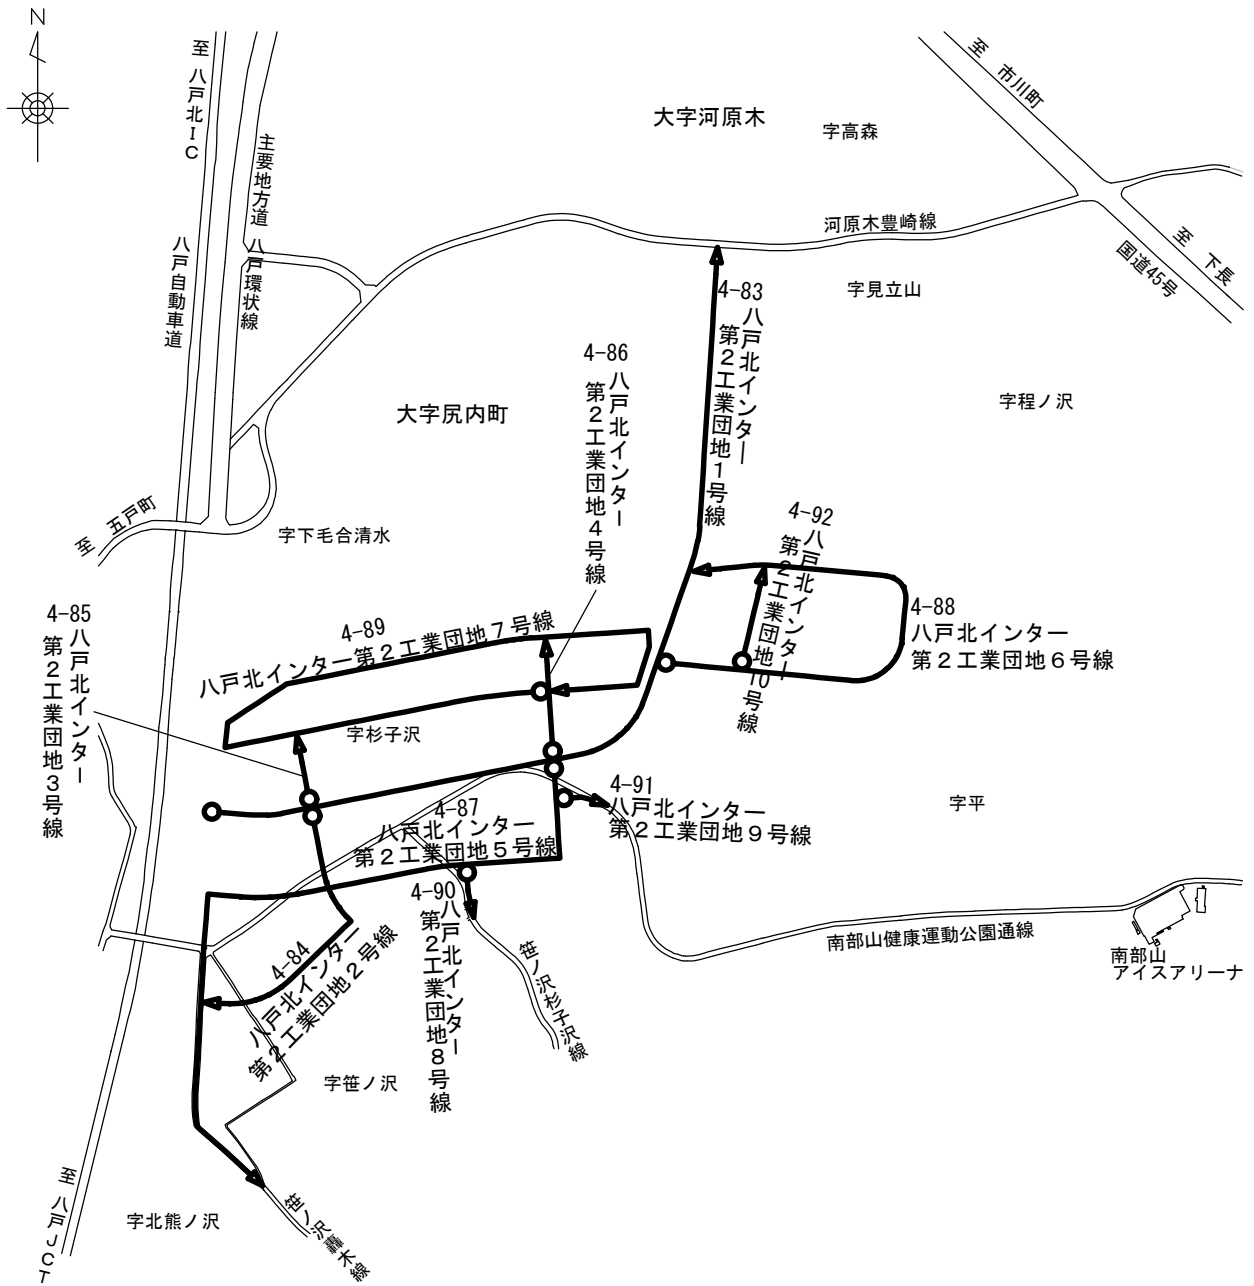 N
至 八戸北IC
主要地方道 八戸環状線
八戸自動車道
大字河原木
字高森
至 市川町
河原木豊崎線
至 下長
国道45号
字見立山
4-83
八戸北インター
第2工業団地1号線
4-86
八戸北インター
第2工業団地4号線
大字尻内町
字程ノ沢
至 五戸町
字下毛合清水
4-92
八戸北インター
第2工業団地10号線
4-85
八戸北インター
第2工業団地3号線
4-89
八戸北インター第2工業団地7号線
4-88
八戸北インター
第2工業団地6号線
字杉子沢
4-91
八戸北インター
第2工業団地9号線
字平
4-87
八戸北インター
第2工業団地5号線
4-90
八戸北インター
第2工業団地8号線
4-84
八戸北インター
第2工業団地2号線
笹ノ沢杉子沢線
南部山健康運動公園通線
南部山
アイスアリーナ
字笹ノ沢
至 八戸JCT
字北熊ノ沢
笹ノ沢轟木線